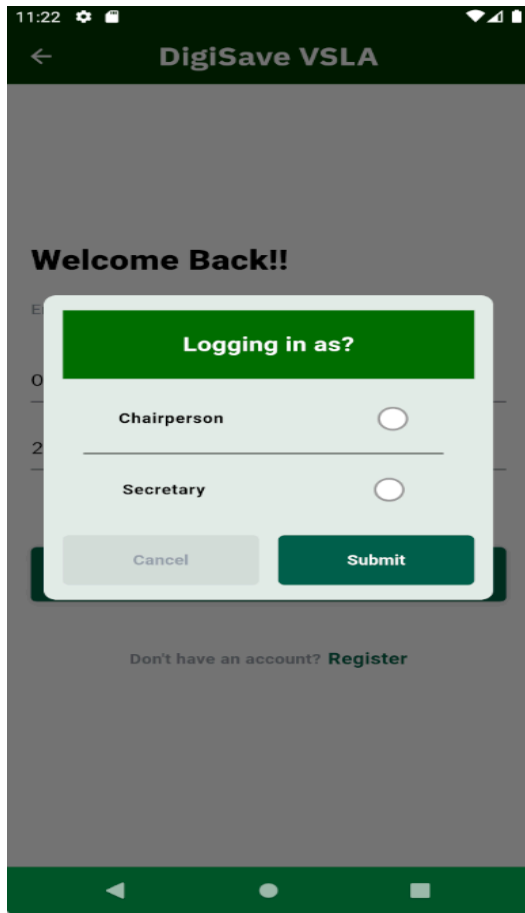 11:22
DigiSave VSLA
Welcome Back!!
Logging in as?
Chairperson
Secretary
Cancel Submit
Don't have an account? Register